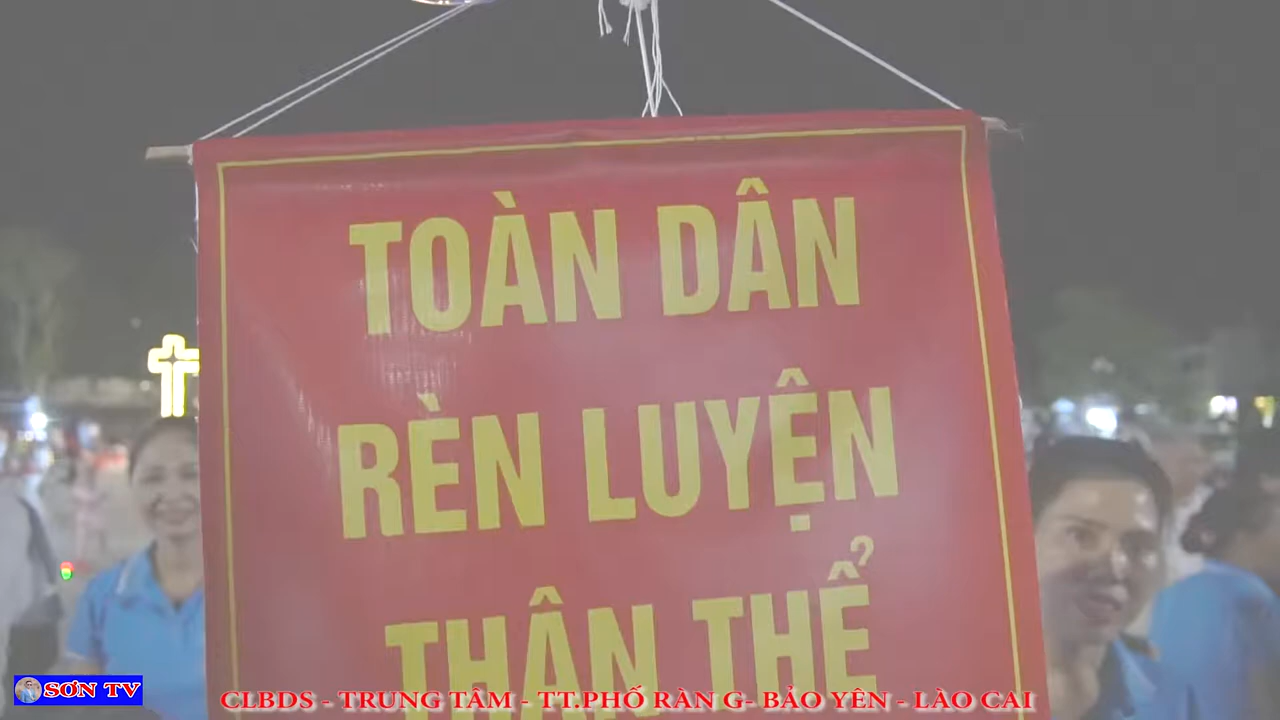 TOÀN DÂN
RÈN LUYỆN
THÂN THỂ
SƠN TV
CLBDS - TRUNG TÂM - TT.PHỐ RÀN G- BẢO YÊN - LÀO CAI